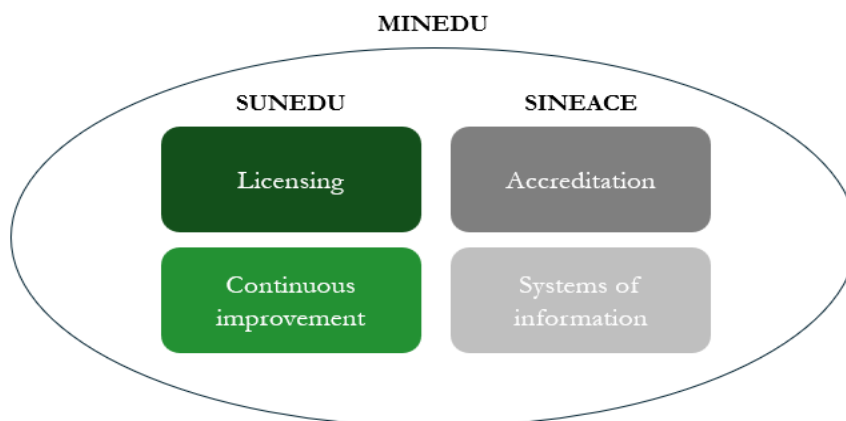 MINEDU
SUNEDU
SINEACE
Licensing
Accreditation
Continuous
improvement
Systems of
information